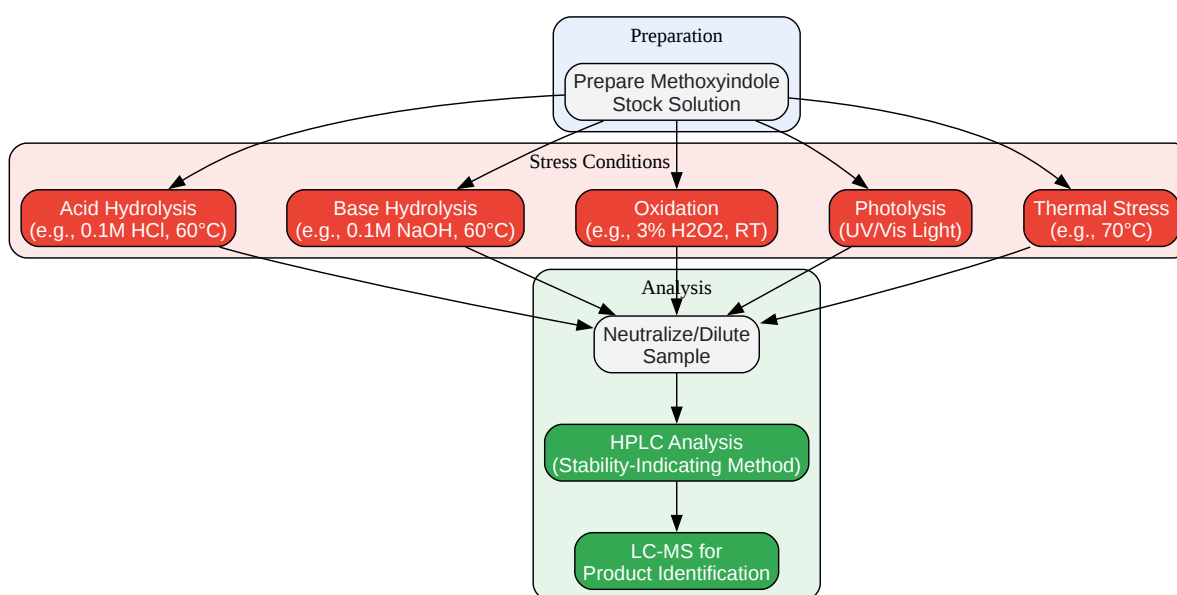 Preparation
Prepare Methoxyindole
Stock Solution
Stress Conditions
Acid Hydrolysis
(e.g., 0.1M HCl, 60°C)
Base Hydrolysis
(e.g., 0.1M NaOH, 60°C)
Oxidation
(e.g., 3% H2O2, RT)
Photolysis
(UV/Vis Light)
Thermal Stress
(e.g., 70°C)
Analysis
Neutralize/Dilute
Sample
HPLC Analysis
(Stability-Indicating Method)
LC-MS for
Product Identification